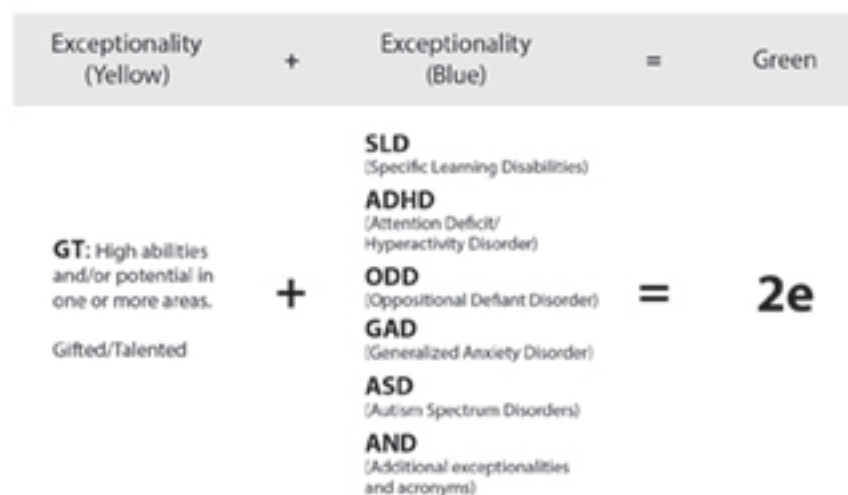 Exceptionality
(Yellow)
+
Exceptionality
(Blue)
=
Green
GT: High abilities
and/or potential in
one or more areas.
Gifted/Talented
+
SLD
(Specific Learning Disabilities)
ADHD
(Attention Deficit/
Hyperactivity Disorder)
ODD
(Oppositional Defiant Disorder)
GAD
(Generalized Anxiety Disorder)
ASD
(Autism Spectrum Disorders)
AND
(Additional exceptionalities
and acronyms)
=
2e